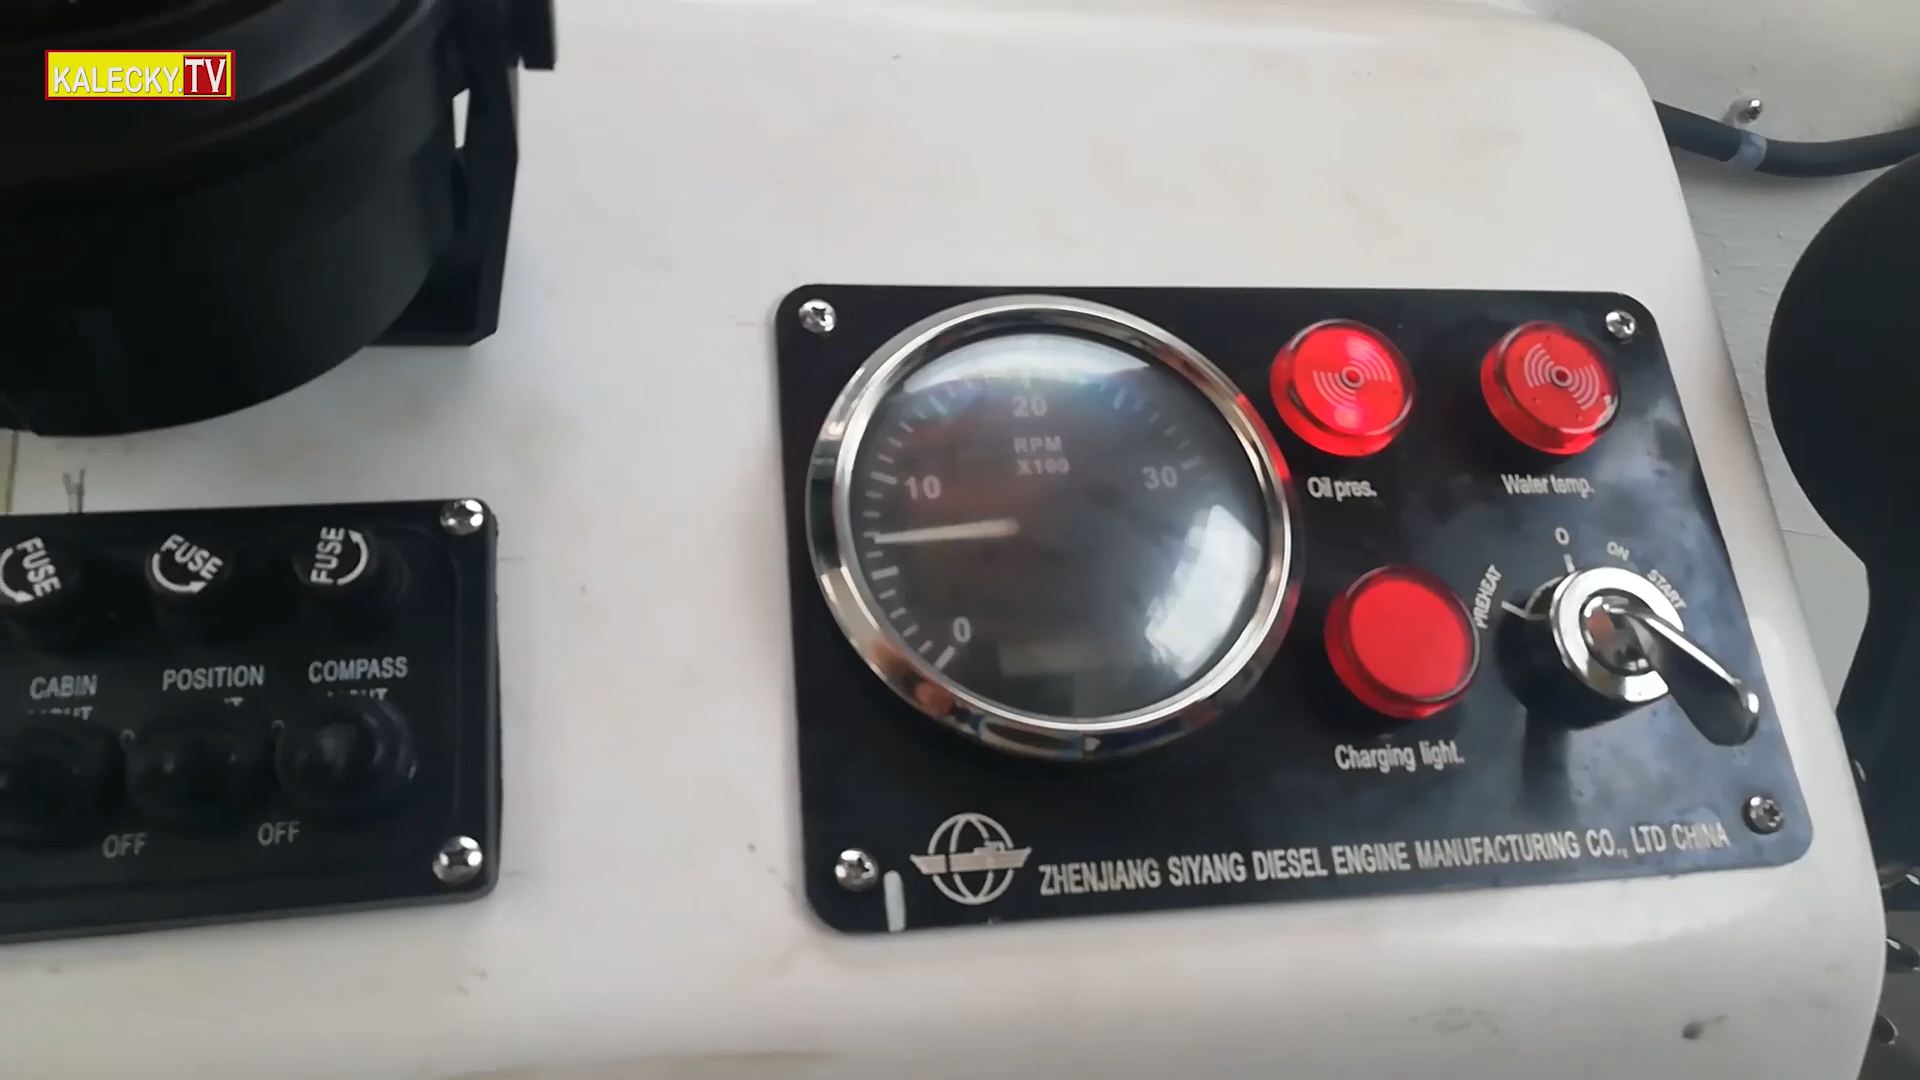 KALECKY.TV
20
RPM
X100
10
30
0
Oil pres.
Water temp.
PREHEAT
0
ON
START
Charging light.
ZHENJIANG SIYANG DIESEL ENGINE MANUFACTURING CO., LTD CHINA
FUSE
FUSE
FUSE
CABIN
POSITION
COMPASS
OFF
OFF